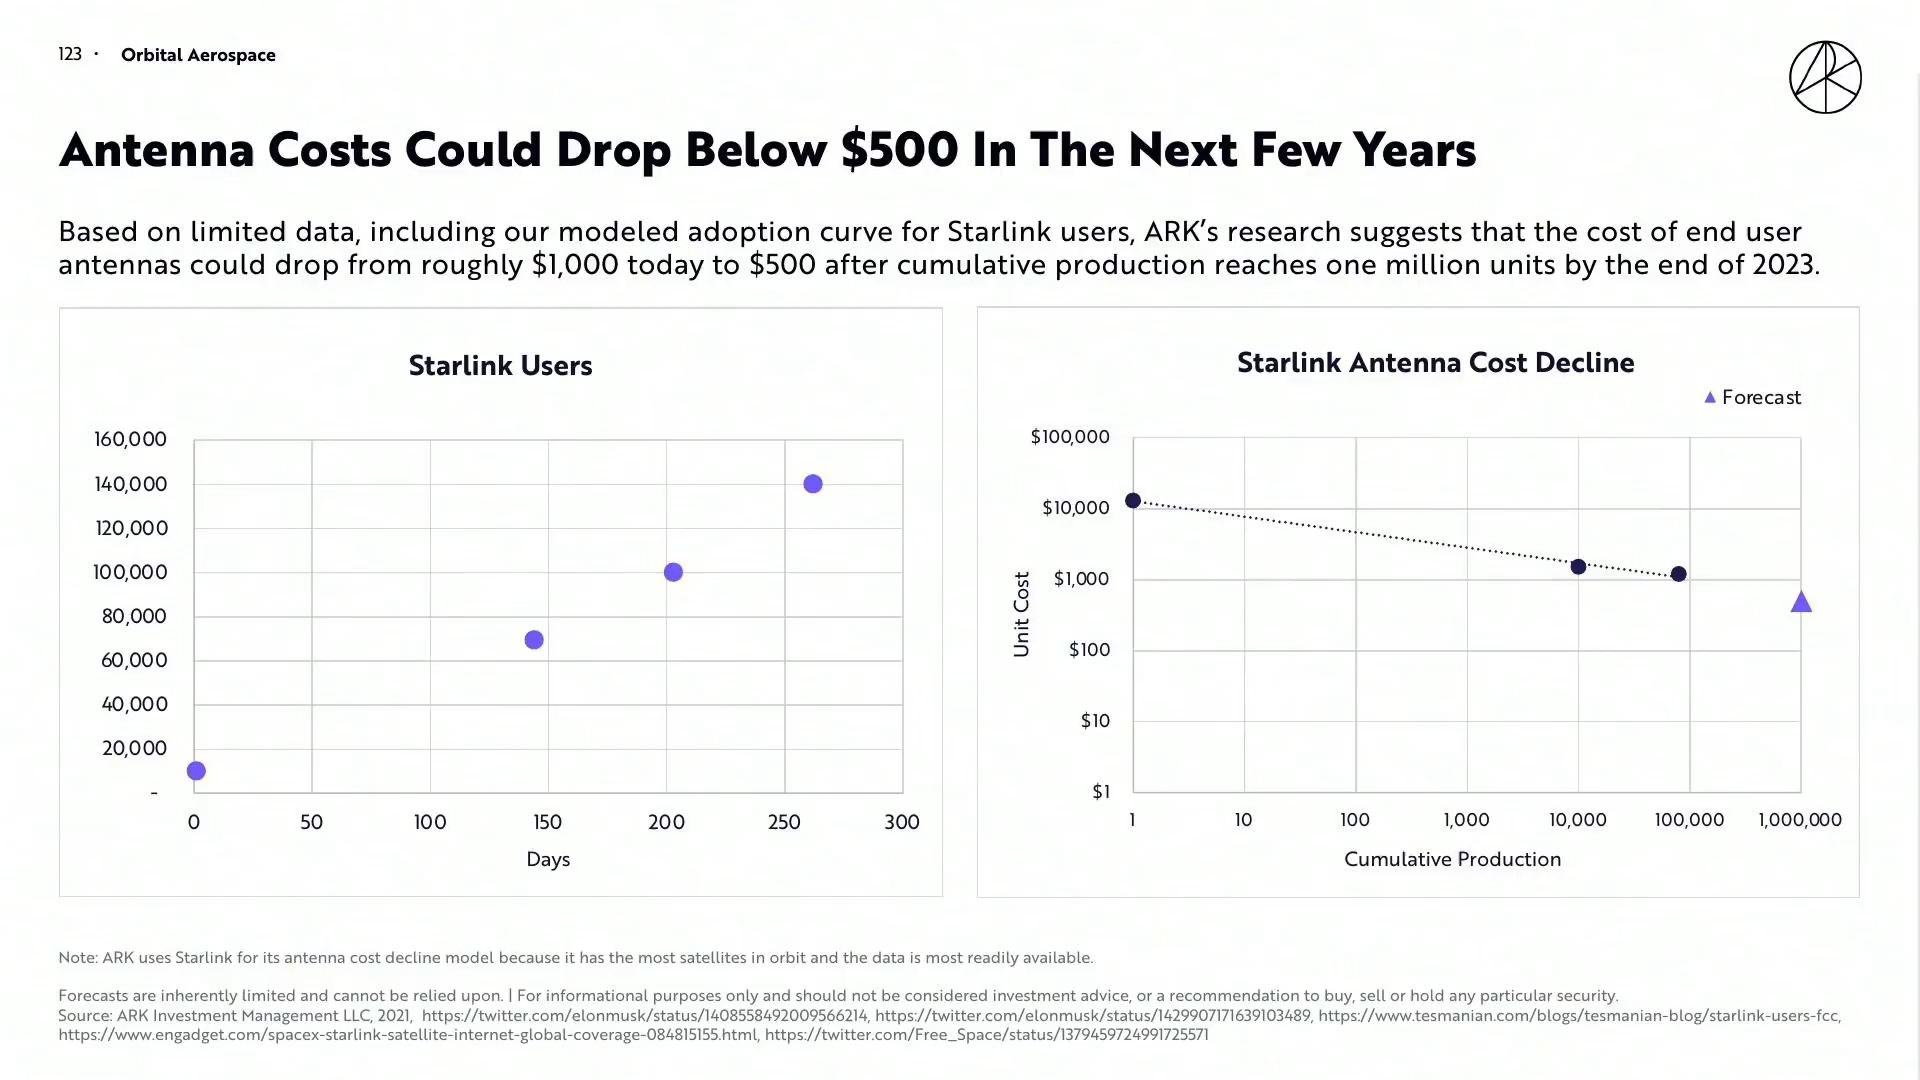 123 · Orbital Aerospace
Antenna Costs Could Drop Below $500 In The Next Few Years
Based on limited data, including our modeled adoption curve for Starlink users, ARK’s research suggests that the cost of end user
antennas could drop from roughly $1,000 today to $500 after cumulative production reaches one million units by the end of 2023.
Starlink Users
160,000
140,000
120,000
100,000
80,000
60,000
40,000
20,000
-
0 50 100 150 200 250 300
Days
Starlink Antenna Cost Decline
Forecast
Unit Cost
$100,000
$10,000
$1,000
$100
$10
$1
1 10 100 1,000 10,000 100,000 1,000,000
Cumulative Production
Note: ARK uses Starlink for its antenna cost decline model because it has the most satellites in orbit and the data is most readily available.
Forecasts are inherently limited and cannot be relied upon. | For informational purposes only and should not be considered investment advice, or a recommendation to buy, sell or hold any particular security.
Source: ARK Investment Management LLC, 2021, https://twitter.com/elonmusk/status/1408558492009566214, https://twitter.com/elonmusk/status/1429907171639103489, https://www.tesmanian.com/blogs/tesmanian-blog/starlink-users-fcc,
https://www.engadget.com/spacex-starlink-satellite-internet-global-coverage-084815155.html, https://twitter.com/Free_Space/status/1379459724991725571